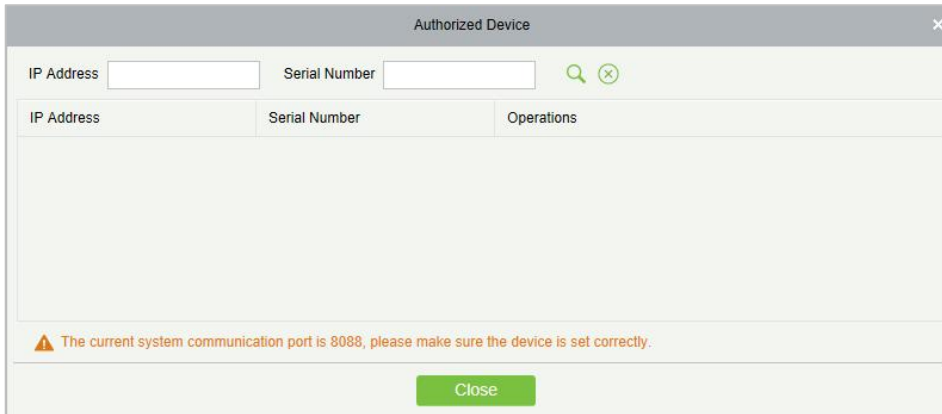 Authorized Device
IP Address Serial Number
IP Address Serial Number Operations
The current system communication port is 8088, please make sure the device is set correctly.
Close